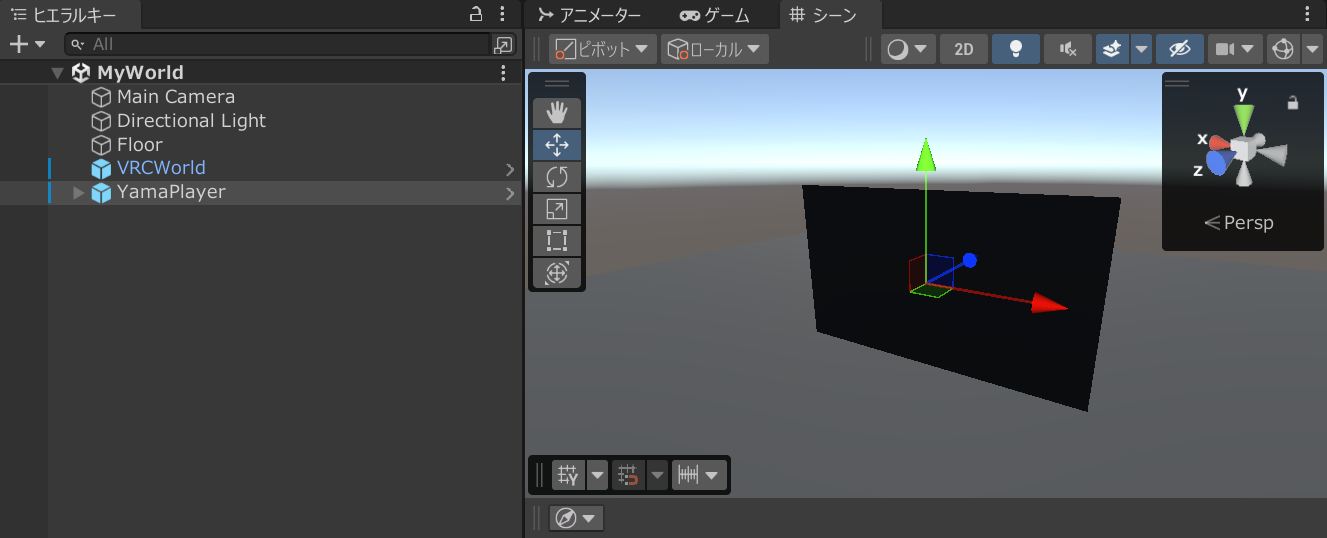 ヒエラルキー
All
MyWorld
Main Camera
Directional Light
Floor
VRCWorld
YamaPlayer
アニメーター
ゲーム
シーン
ピボット
ローカル
2D
y
x
z
Persp
Y